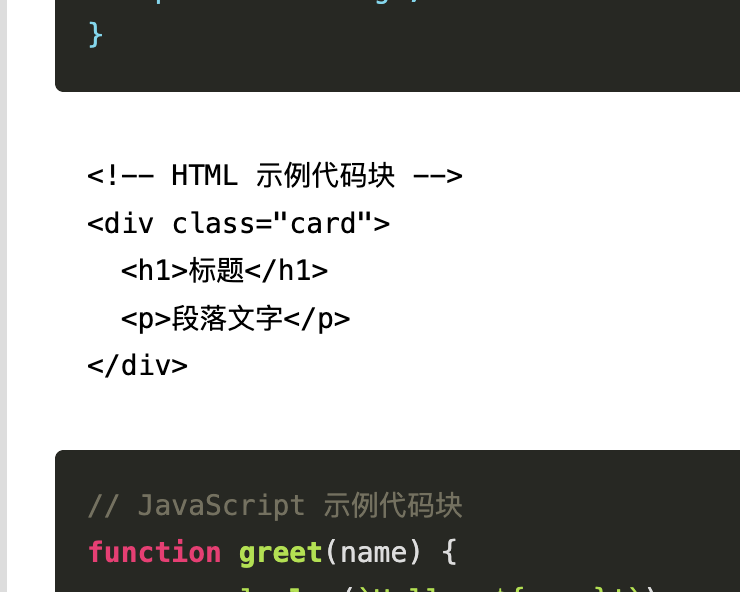 }
<!-- HTML 示例代码块 -->
<div class="card">
  <h1>标题</h1>
  <p>段落文字</p>
</div>
// JavaScript 示例代码块
function greet(name) {